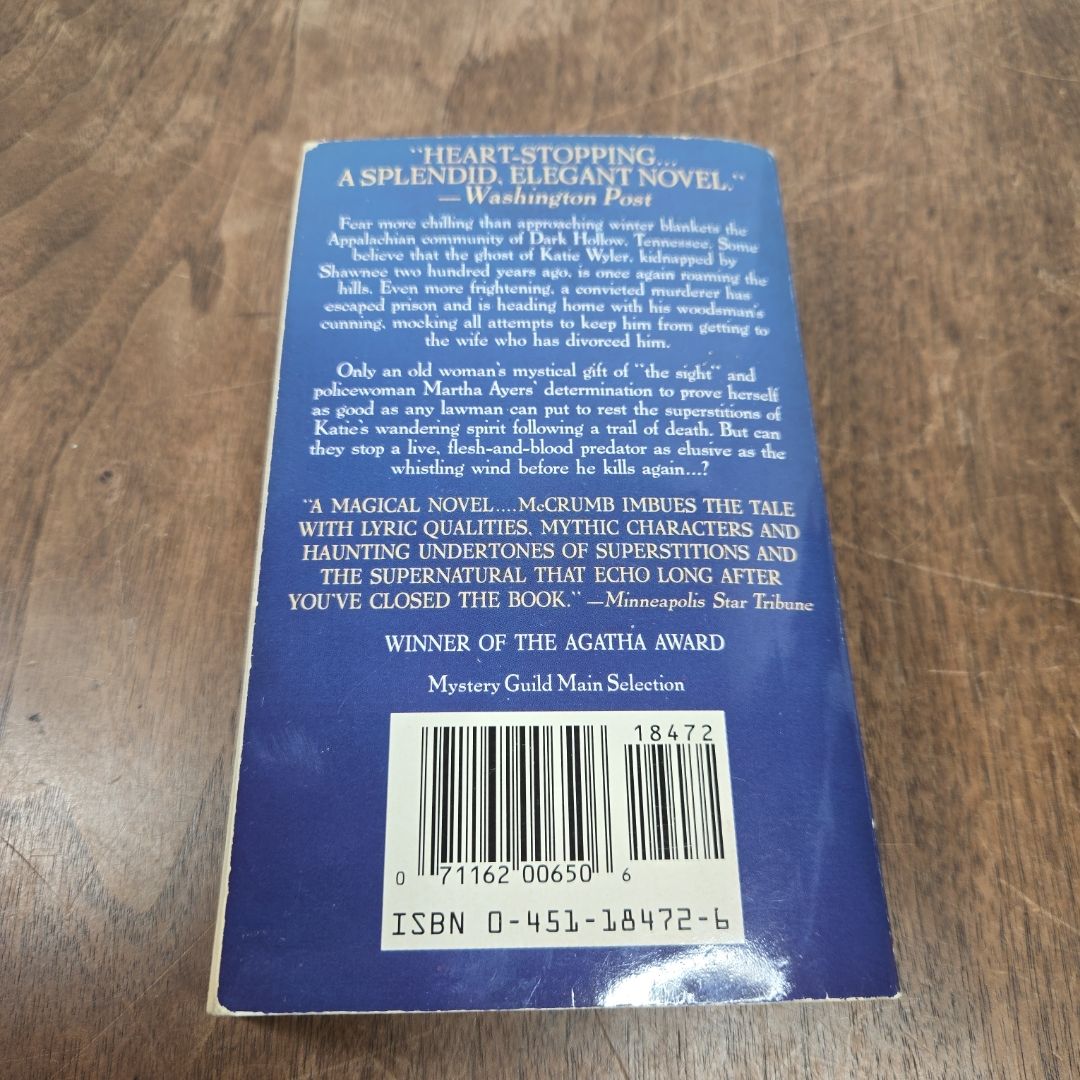 "HEART-STOPPING...
A SPLENDID, ELEGANT NOVEL."
—Washington Post
Fear more chilling than approaching winter blankets the
Appalachian community of Dark Hollow, Tennessee. Some
believe that the ghost of Katie Wyler, kidnapped by
Shawnee two hundred years ago, is once again roaming the
hills. Even more frightening, a convicted murderer has
escaped prison and is heading home with his woodsman's
cunning, mocking all attempts to keep him from getting to
the wife who has divorced him.
Only an old woman's mystical gift of "the sight" and
policewoman Martha Ayers' determination to prove herself
as good as any lawman can put to rest the superstitions of
Katie's wandering spirit following a trail of death. But can
they stop a live, flesh-and-blood predator as elusive as the
whistling wind before he kills again...?
"A MAGICAL NOVEL....McCRUMB IMBUES THE TALE
WITH LYRIC QUALITIES, MYTHIC CHARACTERS AND
HAUNTING UNDERTONES OF SUPERSTITIONS AND
THE SUPERNATURAL THAT ECHO LONG AFTER
YOU'VE CLOSED THE BOOK." —Minneapolis Star Tribune
WINNER OF THE AGATHA AWARD
Mystery Guild Main Selection
18472
0 71162 00650 6
ISBN 0-451-18472-6